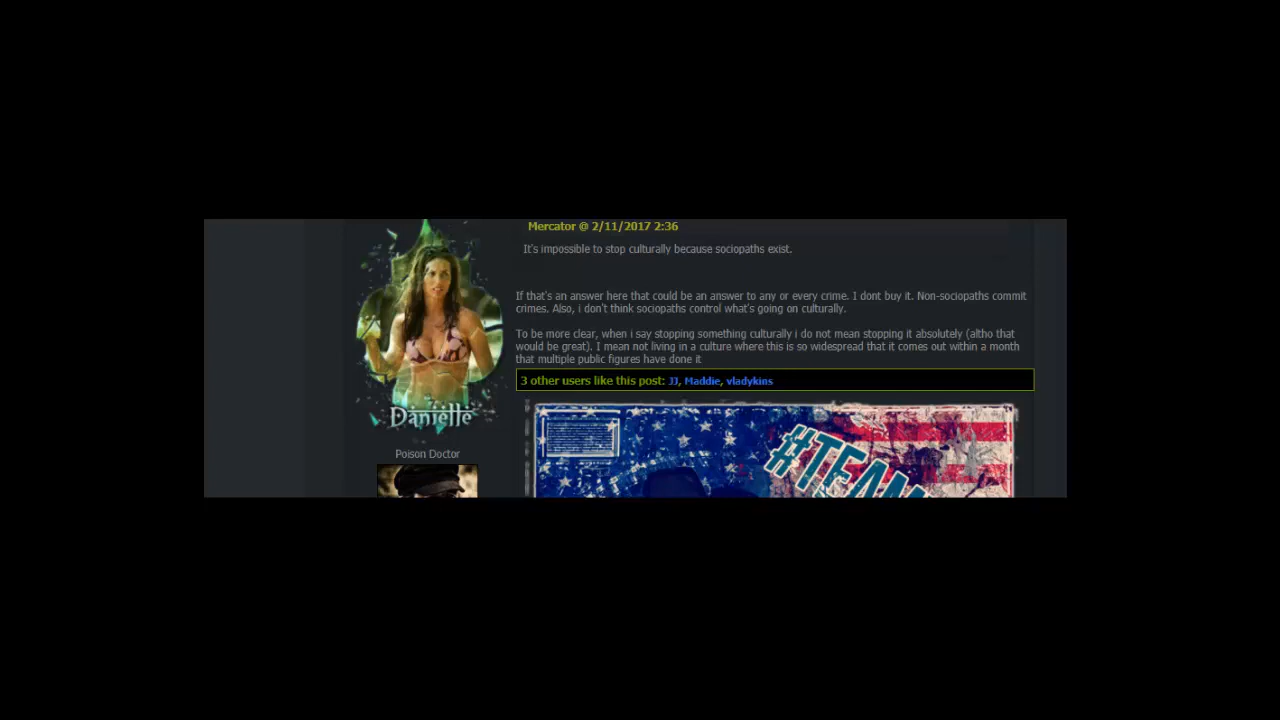 Mercator @ 2/11/2017 2:36
It's impossible to stop culturally because sociopaths exist.
If that's an answer here that could be an answer to any or every crime. I dont buy it. Non-sociopaths commit
crimes. Also, i don't think sociopaths control what's going on culturally.
To be more clear, when i say stopping something culturally i do not mean stopping it absolutely (altho that
would be great). I mean not living in a culture where this is so widespread that it comes out within a month
that multiple public figures have done it
3 other users like this post: JJ, Maddie, vladykins
Danielle
Poison Doctor
#TEAM